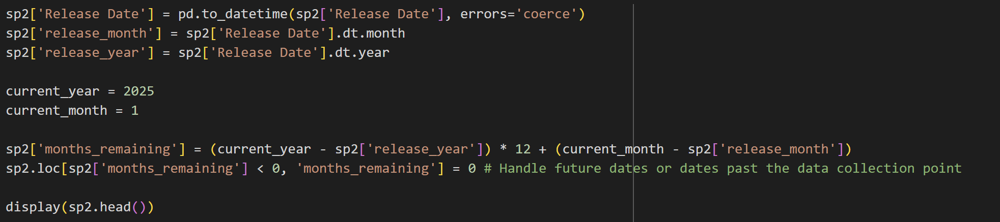 sp2['Release Date'] = pd.to_datetime(sp2['Release Date'], errors='coerce')
sp2['release_month'] = sp2['Release Date'].dt.month
sp2['release_year'] = sp2['Release Date'].dt.year
current_year = 2025
current_month = 1
sp2['months_remaining'] = (current_year - sp2['release_year']) * 12 + (current_month - sp2['release_month'])
sp2.loc[sp2['months_remaining'] < 0, 'months_remaining'] = 0 # Handle future dates or dates past the data collection point
display(sp2.head())